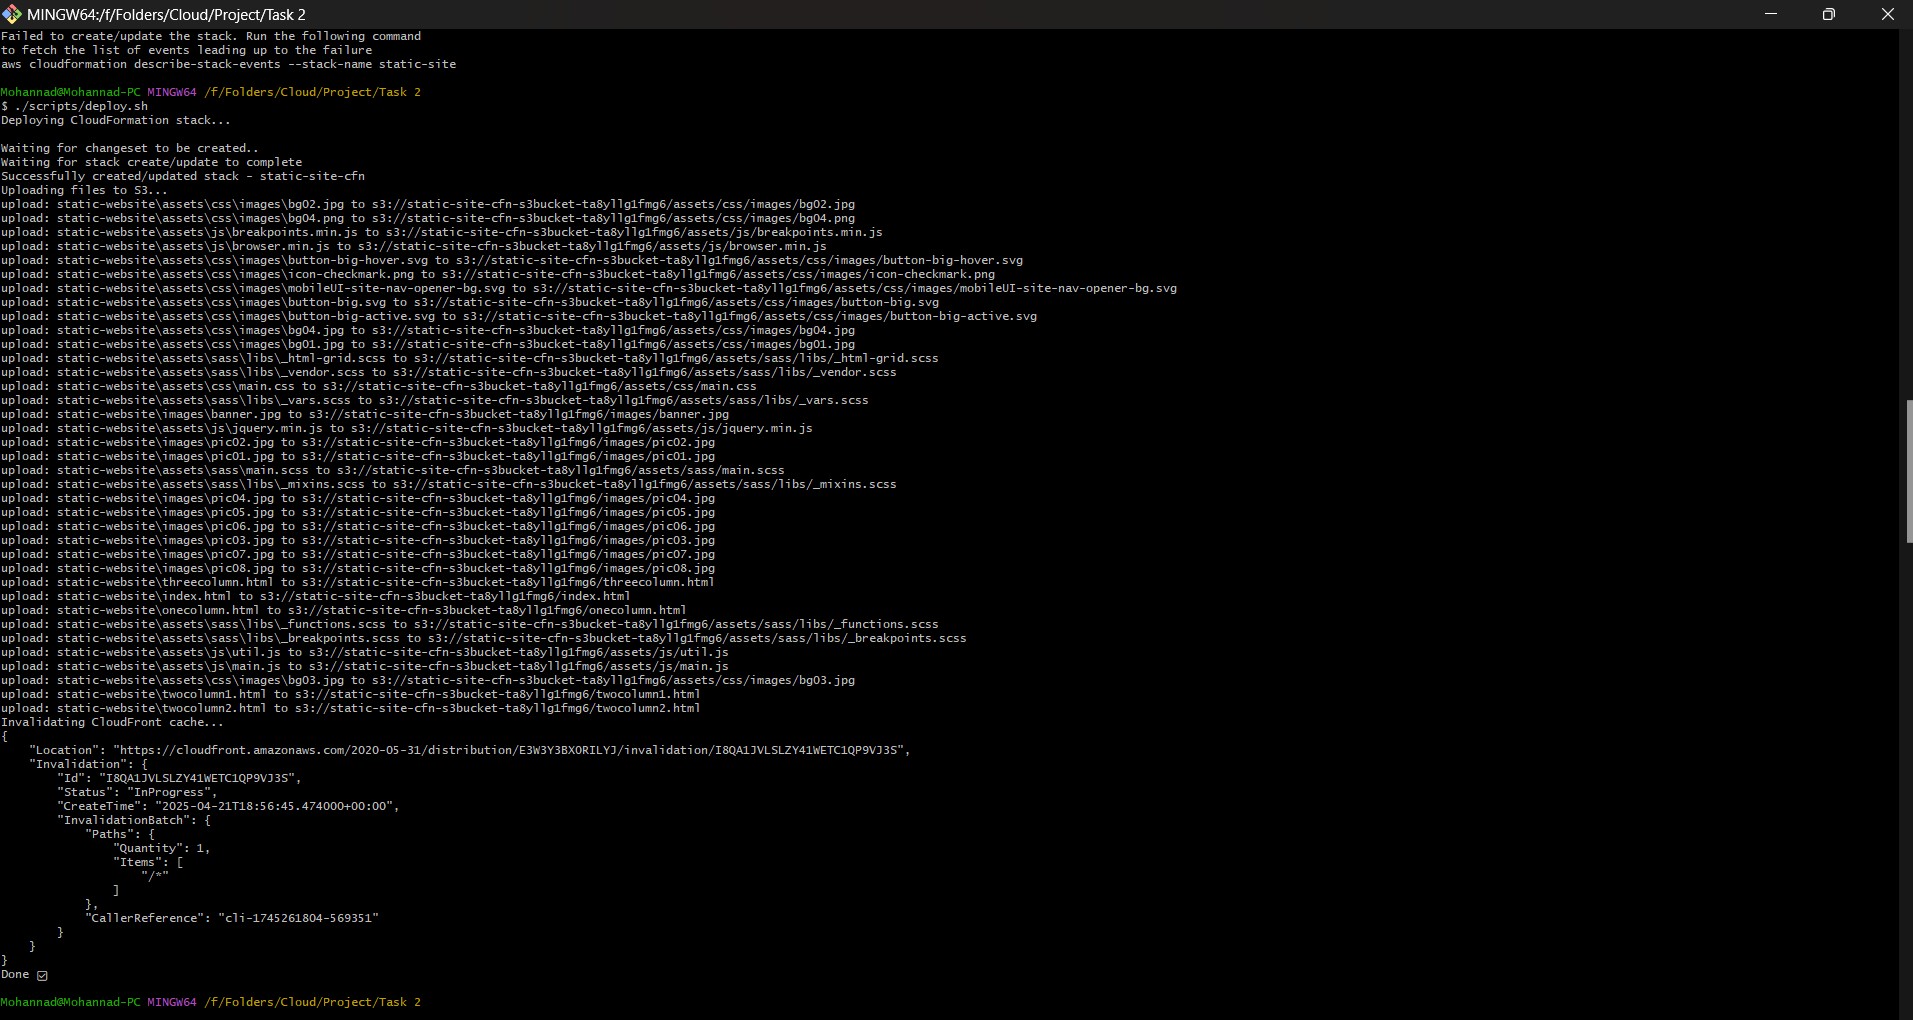 MINGW64:/f/Folders/Cloud/Project/Task 2
Failed to create/update the stack. Run the following command
to fetch the list of events leading up to the failure
aws cloudformation describe-stack-events --stack-name static-site
Mohannad@Mohannad-PC MINGW64 /f/Folders/Cloud/Project/Task 2
$ ./scripts/deploy.sh
Deploying CloudFormation stack...
Waiting for changeset to be created..
Waiting for stack create/update to complete
Successfully created/updated stack - static-site-cfn
Uploading files to S3...
upload: static-website\assets\css\images\bg02.jpg to s3://static-site-cfn-s3bucket-ta8yllg1fmg6/assets/css/images/bg02.jpg
upload: static-website\assets\css\images\bg04.png to s3://static-site-cfn-s3bucket-ta8yllg1fmg6/assets/css/images/bg04.png
upload: static-website\assets\js\breakpoints.min.js to s3://static-site-cfn-s3bucket-ta8yllg1fmg6/assets/js/breakpoints.min.js
upload: static-website\assets\js\browser.min.js to s3://static-site-cfn-s3bucket-ta8yllg1fmg6/assets/js/browser.min.js
upload: static-website\assets\css\images\button-big-hover.svg to s3://static-site-cfn-s3bucket-ta8yllg1fmg6/assets/css/images/button-big-hover.svg
upload: static-website\assets\css\images\icon-checkmark.png to s3://static-site-cfn-s3bucket-ta8yllg1fmg6/assets/css/images/icon-checkmark.png
upload: static-website\assets\css\images\mobileUI-site-nav-opener-bg.svg to s3://static-site-cfn-s3bucket-ta8yllg1fmg6/assets/css/images/mobileUI-site-nav-opener-bg.svg
upload: static-website\assets\css\images\button-big.svg to s3://static-site-cfn-s3bucket-ta8yllg1fmg6/assets/css/images/button-big.svg
upload: static-website\assets\css\images\button-big-active.svg to s3://static-site-cfn-s3bucket-ta8yllg1fmg6/assets/css/images/button-big-active.svg
upload: static-website\assets\css\images\bg04.jpg to s3://static-site-cfn-s3bucket-ta8yllg1fmg6/assets/css/images/bg04.jpg
upload: static-website\assets\css\images\bg01.jpg to s3://static-site-cfn-s3bucket-ta8yllg1fmg6/assets/css/images/bg01.jpg
upload: static-website\assets\sass\libs\_html-grid.scss to s3://static-site-cfn-s3bucket-ta8yllg1fmg6/assets/sass/libs/_html-grid.scss
upload: static-website\assets\sass\libs\_vendor.scss to s3://static-site-cfn-s3bucket-ta8yllg1fmg6/assets/sass/libs/_vendor.scss
upload: static-website\assets\css\main.css to s3://static-site-cfn-s3bucket-ta8yllg1fmg6/assets/css/main.css
upload: static-website\assets\sass\libs\_vars.scss to s3://static-site-cfn-s3bucket-ta8yllg1fmg6/assets/sass/libs/_vars.scss
upload: static-website\images\banner.jpg to s3://static-site-cfn-s3bucket-ta8yllg1fmg6/images/banner.jpg
upload: static-website\assets\js\jquery.min.js to s3://static-site-cfn-s3bucket-ta8yllg1fmg6/assets/js/jquery.min.js
upload: static-website\images\pic02.jpg to s3://static-site-cfn-s3bucket-ta8yllg1fmg6/images/pic02.jpg
upload: static-website\images\pic01.jpg to s3://static-site-cfn-s3bucket-ta8yllg1fmg6/images/pic01.jpg
upload: static-website\assets\sass\main.scss to s3://static-site-cfn-s3bucket-ta8yllg1fmg6/assets/sass/main.scss
upload: static-website\assets\sass\libs\_mixins.scss to s3://static-site-cfn-s3bucket-ta8yllg1fmg6/assets/sass/libs/_mixins.scss
upload: static-website\images\pic04.jpg to s3://static-site-cfn-s3bucket-ta8yllg1fmg6/images/pic04.jpg
upload: static-website\images\pic05.jpg to s3://static-site-cfn-s3bucket-ta8yllg1fmg6/images/pic05.jpg
upload: static-website\images\pic06.jpg to s3://static-site-cfn-s3bucket-ta8yllg1fmg6/images/pic06.jpg
upload: static-website\images\pic03.jpg to s3://static-site-cfn-s3bucket-ta8yllg1fmg6/images/pic03.jpg
upload: static-website\images\pic07.jpg to s3://static-site-cfn-s3bucket-ta8yllg1fmg6/images/pic07.jpg
upload: static-website\images\pic08.jpg to s3://static-site-cfn-s3bucket-ta8yllg1fmg6/images/pic08.jpg
upload: static-website\threecolumn.html to s3://static-site-cfn-s3bucket-ta8yllg1fmg6/threecolumn.html
upload: static-website\index.html to s3://static-site-cfn-s3bucket-ta8yllg1fmg6/index.html
upload: static-website\onecolumn.html to s3://static-site-cfn-s3bucket-ta8yllg1fmg6/onecolumn.html
upload: static-website\assets\sass\libs\_functions.scss to s3://static-site-cfn-s3bucket-ta8yllg1fmg6/assets/sass/libs/_functions.scss
upload: static-website\assets\sass\libs\_breakpoints.scss to s3://static-site-cfn-s3bucket-ta8yllg1fmg6/assets/sass/libs/_breakpoints.scss
upload: static-website\assets\js\util.js to s3://static-site-cfn-s3bucket-ta8yllg1fmg6/assets/js/util.js
upload: static-website\assets\js\main.js to s3://static-site-cfn-s3bucket-ta8yllg1fmg6/assets/js/main.js
upload: static-website\assets\css\images\bg03.jpg to s3://static-site-cfn-s3bucket-ta8yllg1fmg6/assets/css/images/bg03.jpg
upload: static-website\twocolumn1.html to s3://static-site-cfn-s3bucket-ta8yllg1fmg6/twocolumn1.html
upload: static-website\twocolumn2.html to s3://static-site-cfn-s3bucket-ta8yllg1fmg6/twocolumn2.html
Invalidating CloudFront cache...
{
    "Location": "https://cloudfront.amazonaws.com/2020-05-31/distribution/E3W3Y3BXORILYJ/invalidation/I8QA1JVLSLZY41WETC1QP9VJ3S",
    "Invalidation": {
        "Id": "I8QA1JVLSLZY41WETC1QP9VJ3S",
        "Status": "InProgress",
        "CreateTime": "2025-04-21T18:56:45.474000+00:00",
        "InvalidationBatch": {
            "Paths": {
                "Quantity": 1,
                "Items": [
                    "/*"
                ]
            },
            "CallerReference": "cli-1745261804-569351"
        }
    }
}
Done ☑
Mohannad@Mohannad-PC MINGW64 /f/Folders/Cloud/Project/Task 2